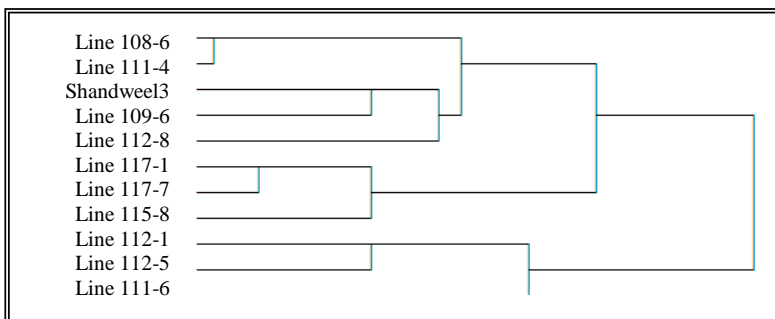 Line 108-6
Line 111-4
Shandweel3
Line 109-6
Line 112-8
Line 117-1
Line 117-7
Line 115-8
Line 112-1
Line 112-5
Line 111-6